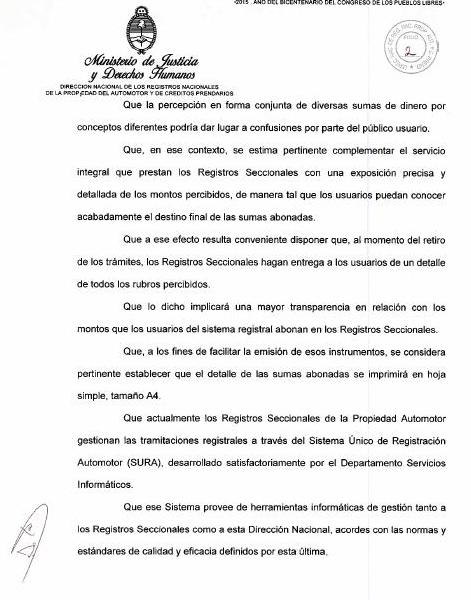 "2015 . AÑO DEL BICENTENARIO DEL CONGRESO DE LOS PUEBLOS LIBRES"
FOLIO
2
Ministerio de Justicia
y Derechos Humanos
DIRECCION NACIONAL DE LOS REGISTROS NACIONALES
DE LA PROPIEDAD DEL AUTOMOTOR Y DE CREDITOS PRENDARIOS
Que la percepción en forma conjunta de diversas sumas de dinero por
conceptos diferentes podría dar lugar a confusiones por parte del público usuario.
Que, en ese contexto, se estima pertinente complementar el servicio
integral que prestan los Registros Seccionales con una exposición precisa y
detallada de los montos percibidos, de manera tal que los usuarios puedan conocer
acabadamente el destino final de las sumas abonadas.
Que a ese efecto resulta conveniente disponer que, al momento del retiro
de los trámites, los Registros Seccionales hagan entrega a los usuarios de un detalle
de todos los rubros percibidos.
Que lo dicho implicará una mayor transparencia en relación con los
montos que los usuarios del sistema registral abonan en los Registros Seccionales.
Que, a los fines de facilitar la emisión de esos instrumentos, se considera
pertinente establecer que el detalle de las sumas abonadas se imprimirá en hoja
simple, tamaño A4.
Que actualmente los Registros Seccionales de la Propiedad Automotor
gestionan las tramitaciones registrales a través del Sistema Único de Registración
Automotor (SURA), desarrollado satisfactoriamente por el Departamento Servicios
Informáticos.
Que ese Sistema provee de herramientas informáticas de gestión tanto a
los Registros Seccionales como a esta Dirección Nacional, acordes con las normas y
estándares de calidad y eficacia definidos por esta última.